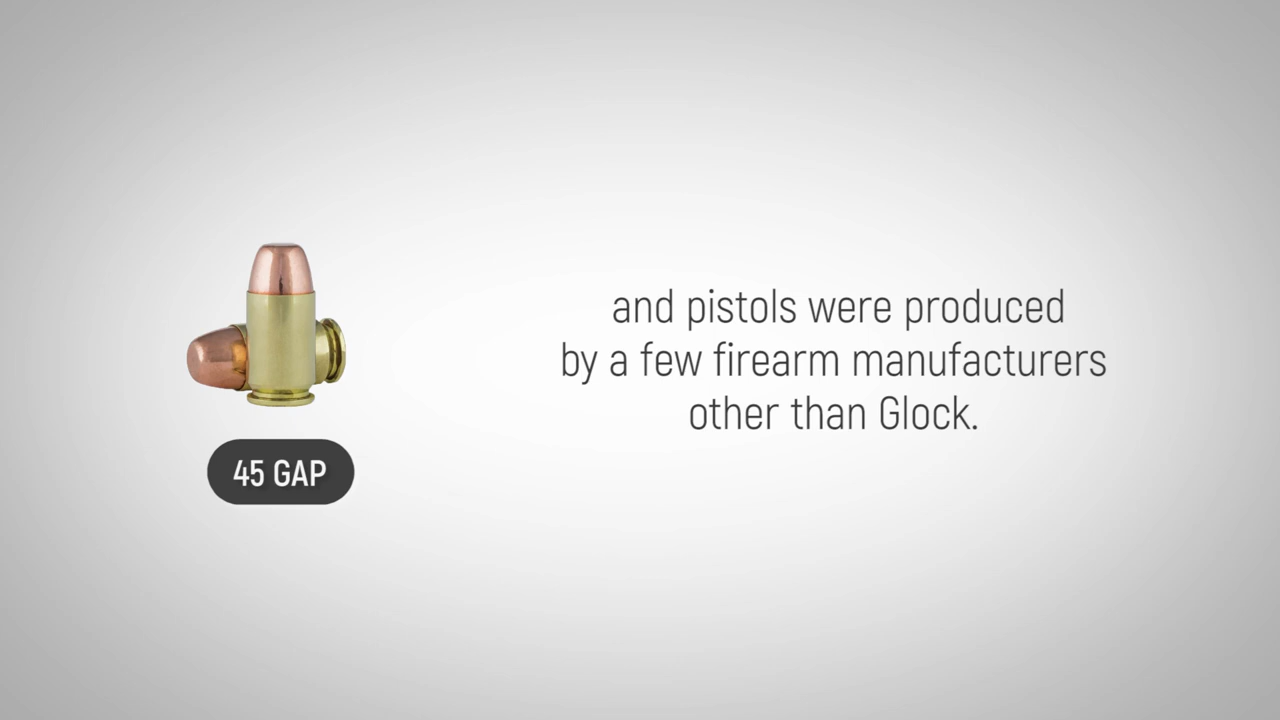 and pistols were produced
by a few firearm manufacturers
other than Glock.
45 GAP